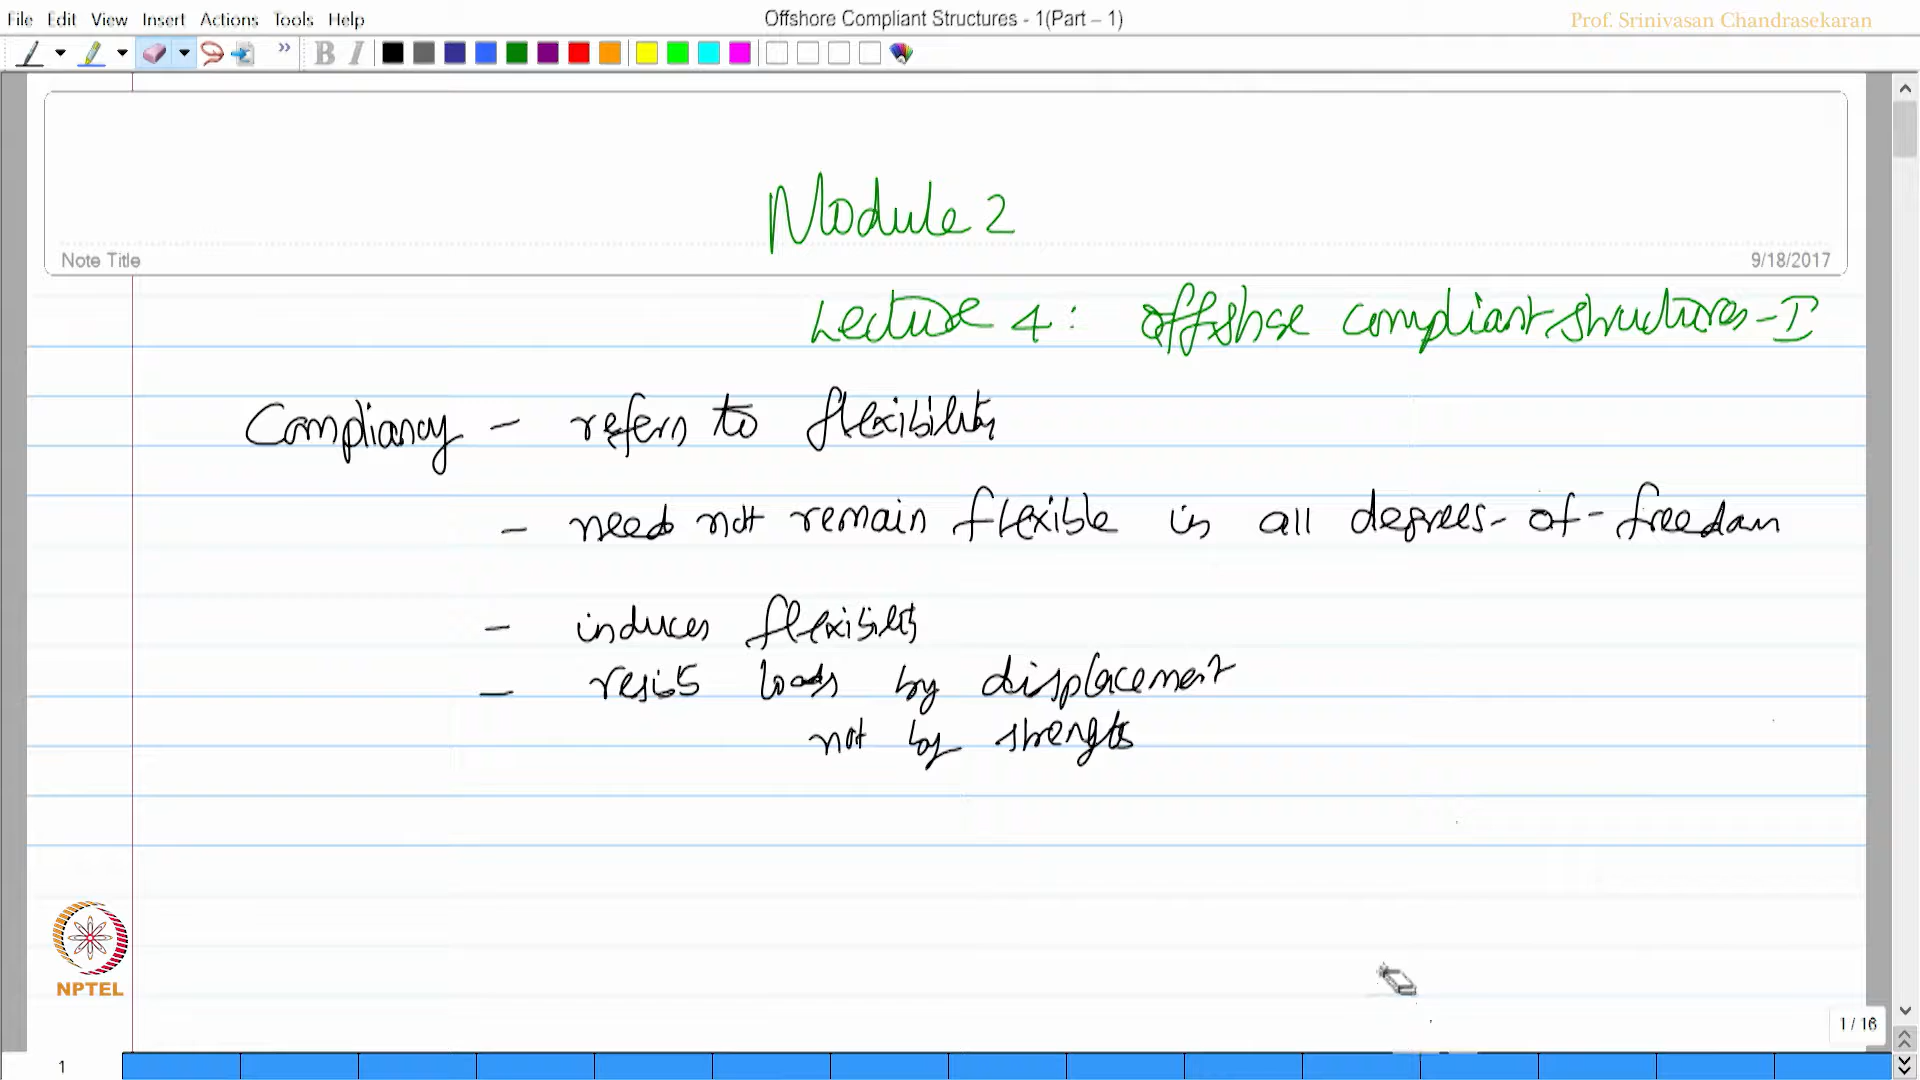 File Edit View Insert Actions Tools Help Offshore Compliant Structures - 1(Part – 1) Prof. Srinivasan Chandrasekaran
B I
Module 2
Note Title 9/18/2017
Lecture 4: Offshore compliant structures - I
Compliancy - refers to flexibility
- need not remain flexible in all degrees-of-freedom
- induces flexibility
- resists loads by displacement
not by strength
NPTEL
1 / 16
1